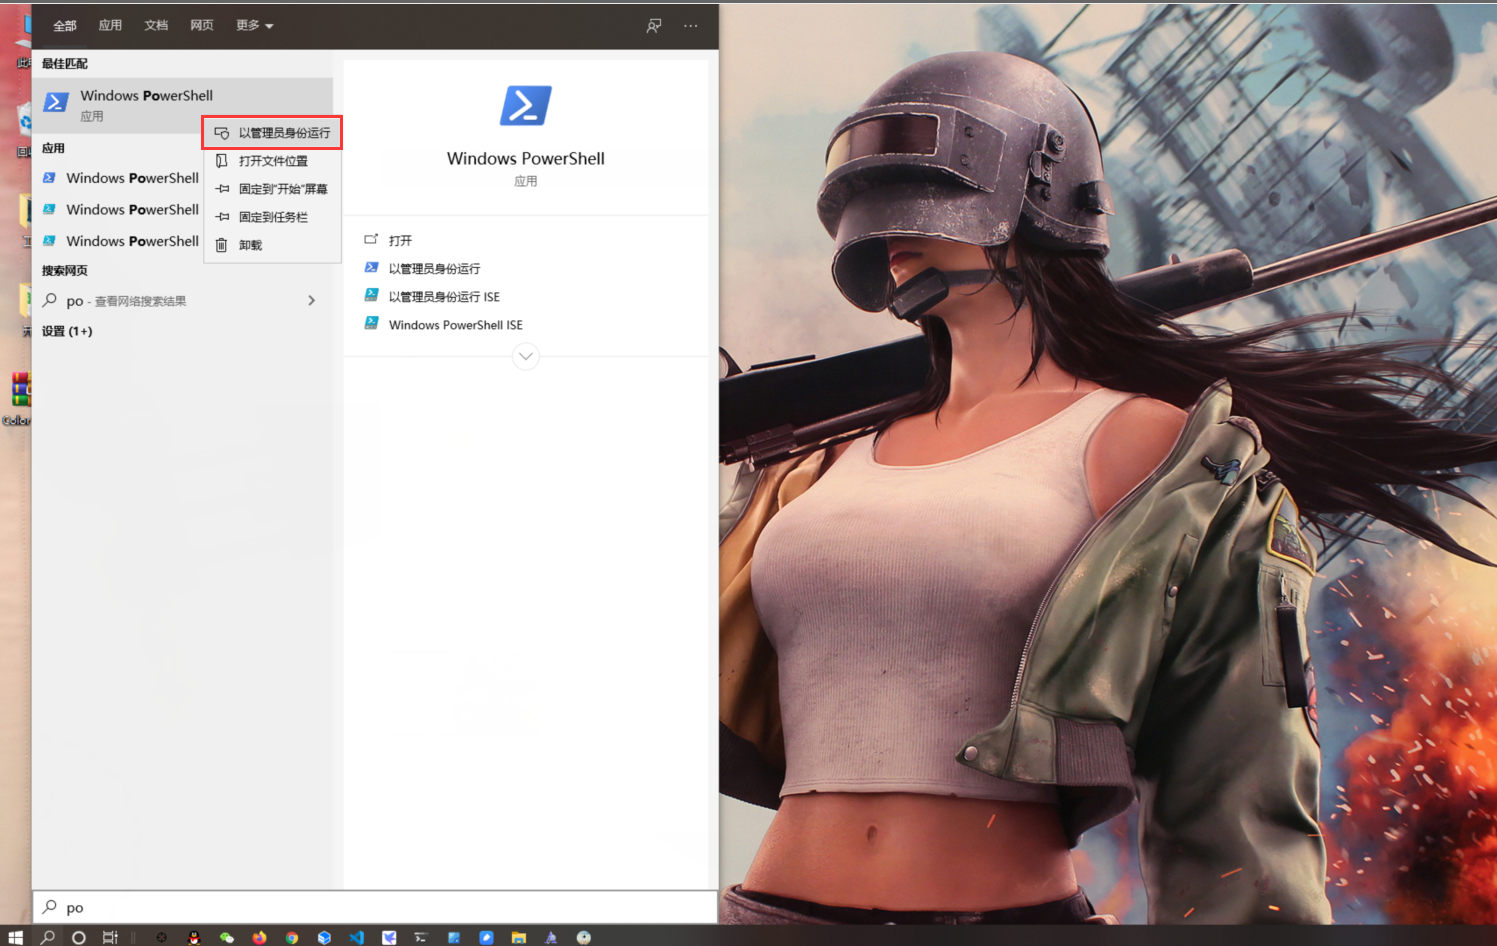 全部
应用
文档
网页
更多
最佳匹配
Windows PowerShell
应用
以管理员身份运行
打开文件位置
固定到"开始"屏幕
固定到任务栏
卸载
应用
Windows PowerShell
Windows PowerShell
Windows PowerShell
搜索网页
po - 查看网络搜索结果
设置 (1+)
Windows PowerShell
应用
打开
以管理员身份运行
以管理员身份运行 ISE
Windows PowerShell ISE
Color
po